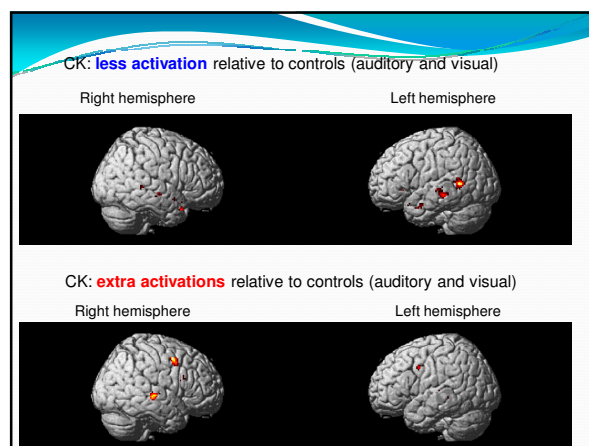 CK: less activation relative to controls (auditory and visual)
Right hemisphere Left hemisphere
CK: extra activations relative to controls (auditory and visual)
Right hemisphere Left hemisphere